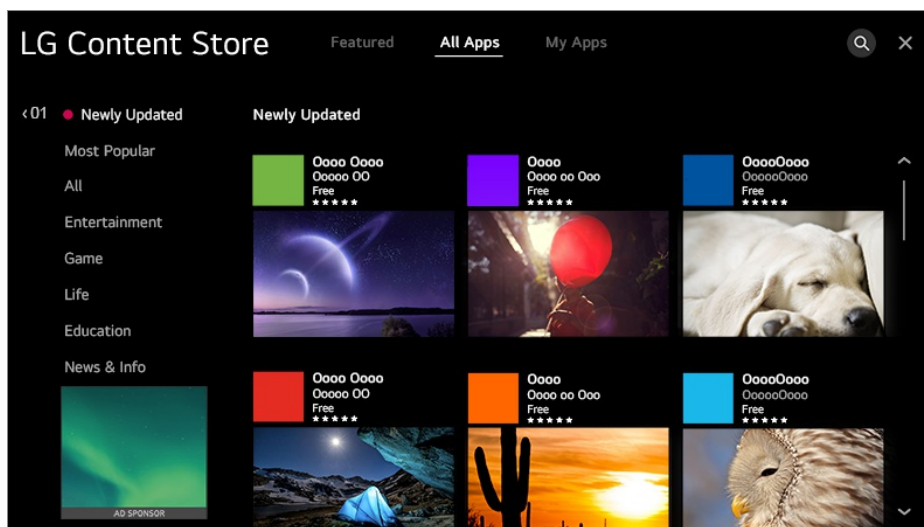 LG Content Store
Featured
All Apps
My Apps
‹01
Newly Updated
Most Popular
All
Entertainment
Game
Life
Education
News & Info
AD SPONSOR
Newly Updated
Oooo Oooo
Ooooo OO
Free
★★★★★
Oooo
Oooo oo Ooo
Free
★★★★★
OoooOooo
OooooOooo
Free
★★★★★
Oooo Oooo
Ooooo OO
Free
★★★★★
Oooo
Oooo oo Ooo
Free
★★★★★
OoooOooo
OooooOooo
Free
★★★★★